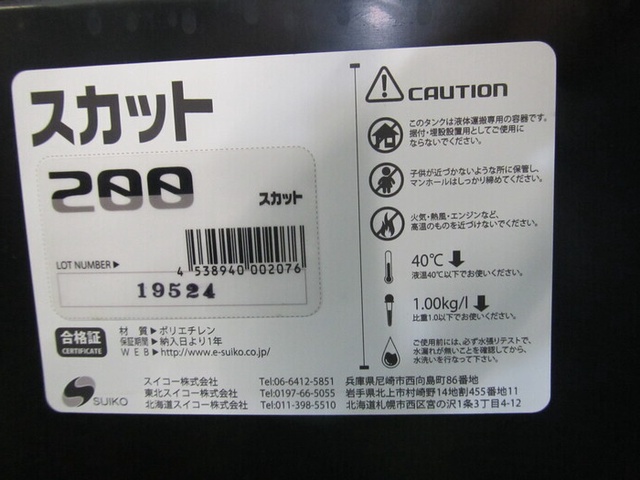 スカット
200
スカット
LOT NUMBER▶
4 538940 002076
19524
合格証
CERTIFICATE
材 質▶ポリエチレン
保証期間▶納入日より1年
WEB▶http://www.e-suiko.co.jp/
SUIKO
スイコー株式会社 Tel:06-6412-5851 兵庫県尼崎市西向島町86番地
東北スイコー株式会社 Tel:0197-66-5055 岩手県北上市村崎野14地割455番地11
北海道スイコー株式会社 Tel:011-398-5510 北海道札幌市西区宮の沢1条3丁目4-12
CAUTION
このタンクは液体運搬専用の容器です。
据付・埋設設置用としてご使用に
ならないでください。
子供が近づかないような所に保管し、
マンホールはしっかり締めてください。
火気・熱風・エンジンなど、
高温のものを近づけないでください。
40℃
液温40℃以下でお使いください。
1.00kg/l
比重1.0以下でお使いください。
ご使用前には、必ず水張りテストで、
水漏れが無いことを確認してから、
水洗いを行なって下さい。